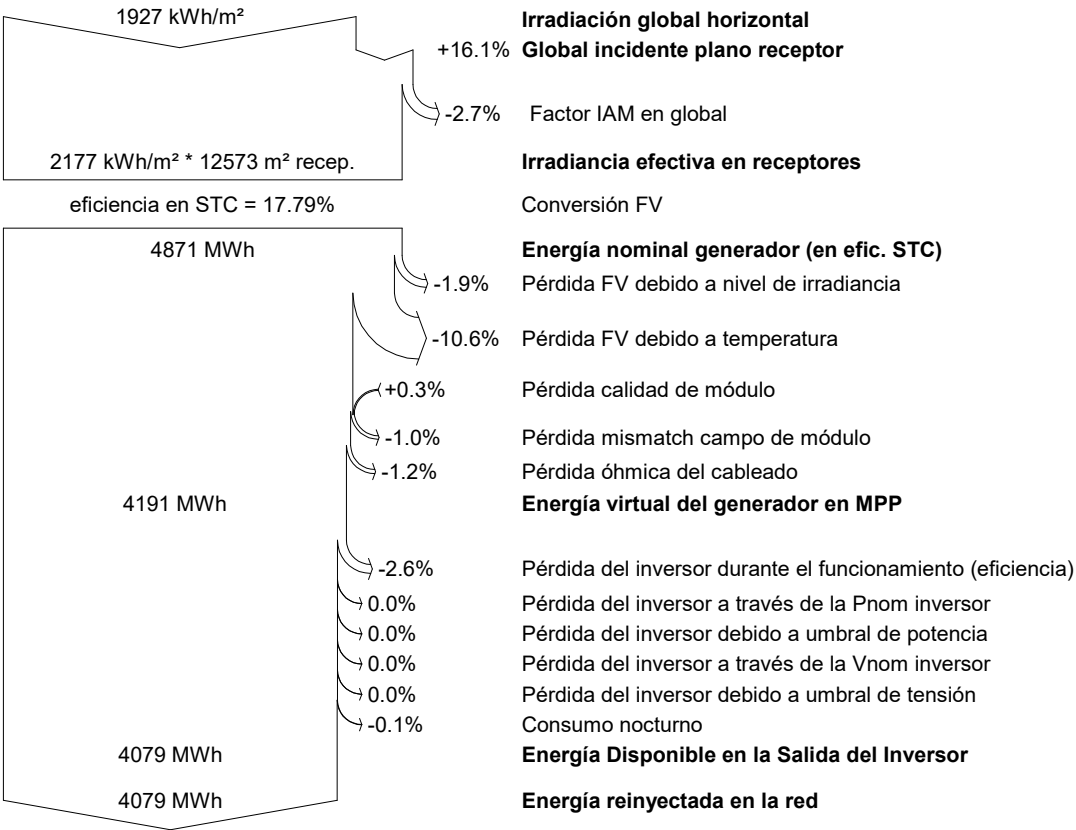 1927 kWh/m² Irradiación global horizontal
+16.1% Global incidente plano receptor
-2.7% Factor IAM en global
2177 kWh/m² * 12573 m² recep. Irradiancia efectiva en receptores
eficiencia en STC = 17.79% Conversión FV
4871 MWh Energía nominal generador (en efic. STC)
-1.9% Pérdida FV debido a nivel de irradiancia
-10.6% Pérdida FV debido a temperatura
+0.3% Pérdida calidad de módulo
-1.0% Pérdida mismatch campo de módulo
-1.2% Pérdida óhmica del cableado
4191 MWh Energía virtual del generador en MPP
-2.6% Pérdida del inversor durante el funcionamiento (eficiencia)
0.0% Pérdida del inversor a través de la Pnom inversor
0.0% Pérdida del inversor debido a umbral de potencia
0.0% Pérdida del inversor a través de la Vnom inversor
0.0% Pérdida del inversor debido a umbral de tensión
-0.1% Consumo nocturno
4079 MWh Energía Disponible en la Salida del Inversor
4079 MWh Energía reinyectada en la red